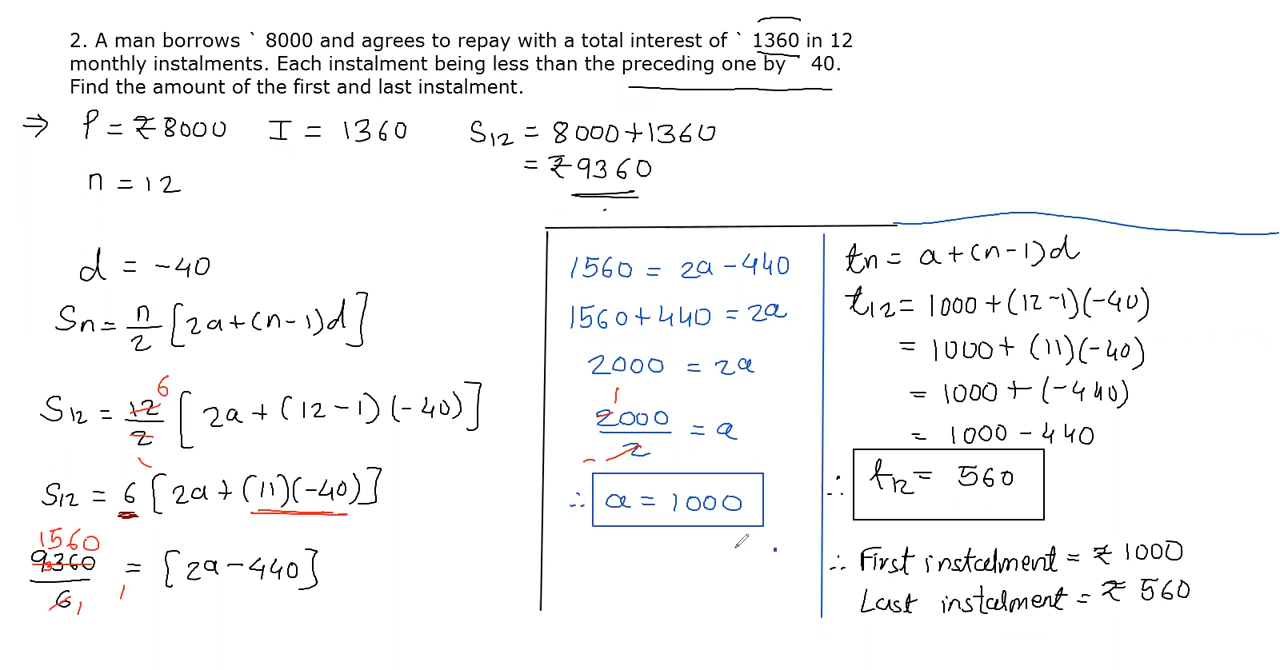 2. A man borrows ` 8000 and agrees to repay with a total interest of ` 1360 in 12
monthly instalments. Each instalment being less than the preceding one by ` 40.
Find the amount of the first and last instalment.
⇒ P = ₹8000 I = 1360 S12 = 8000+1360
= ₹9360
n = 12
d = -40
Sn = n/2 [2a+(n-1)d]
S12 = 12/2 6 [2a+(12-1)(-40)]
S12 = 6 [2a+(11)(-40)]
1560
9360/6 1 = [2a-440]
1560 = 2a-440
1560+440 = 2a
2000 = 2a
1
2000/2 = a
∴ a = 1000
tn = a+(n-1)d
t12 = 1000+(12-1)(-40)
= 1000+(11)(-40)
= 1000+(-440)
= 1000-440
∴ t12 = 560
∴ First instalment = ₹ 1000
Last instalment = ₹ 560